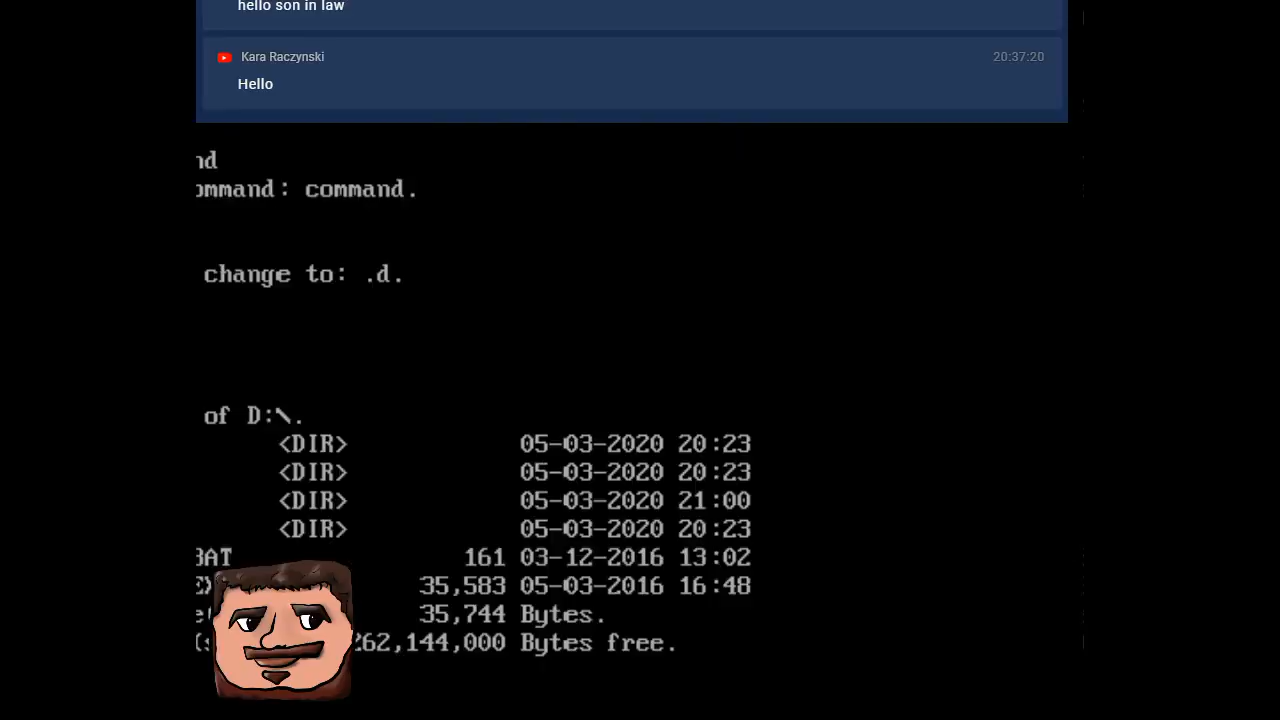 hello son in law
Kara Raczynski 20:37:20
Hello
ommand: command.
change to: .d.
of D:\.
<DIR> 05-03-2020 20:23
<DIR> 05-03-2020 20:23
<DIR> 05-03-2020 21:00
<DIR> 05-03-2020 20:23
BAT 161 03-12-2016 13:02
35,583 05-03-2016 16:48
35,744 Bytes.
262,144,000 Bytes free.